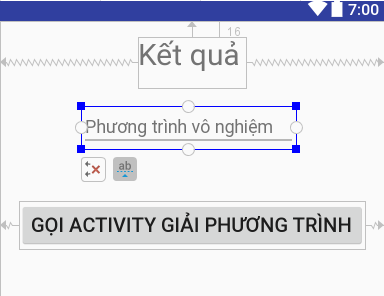 7:00
16
Kết quả
Phương trình vô nghiệm
ab
GỌI ACTIVITY GIẢI PHƯƠNG TRÌNH